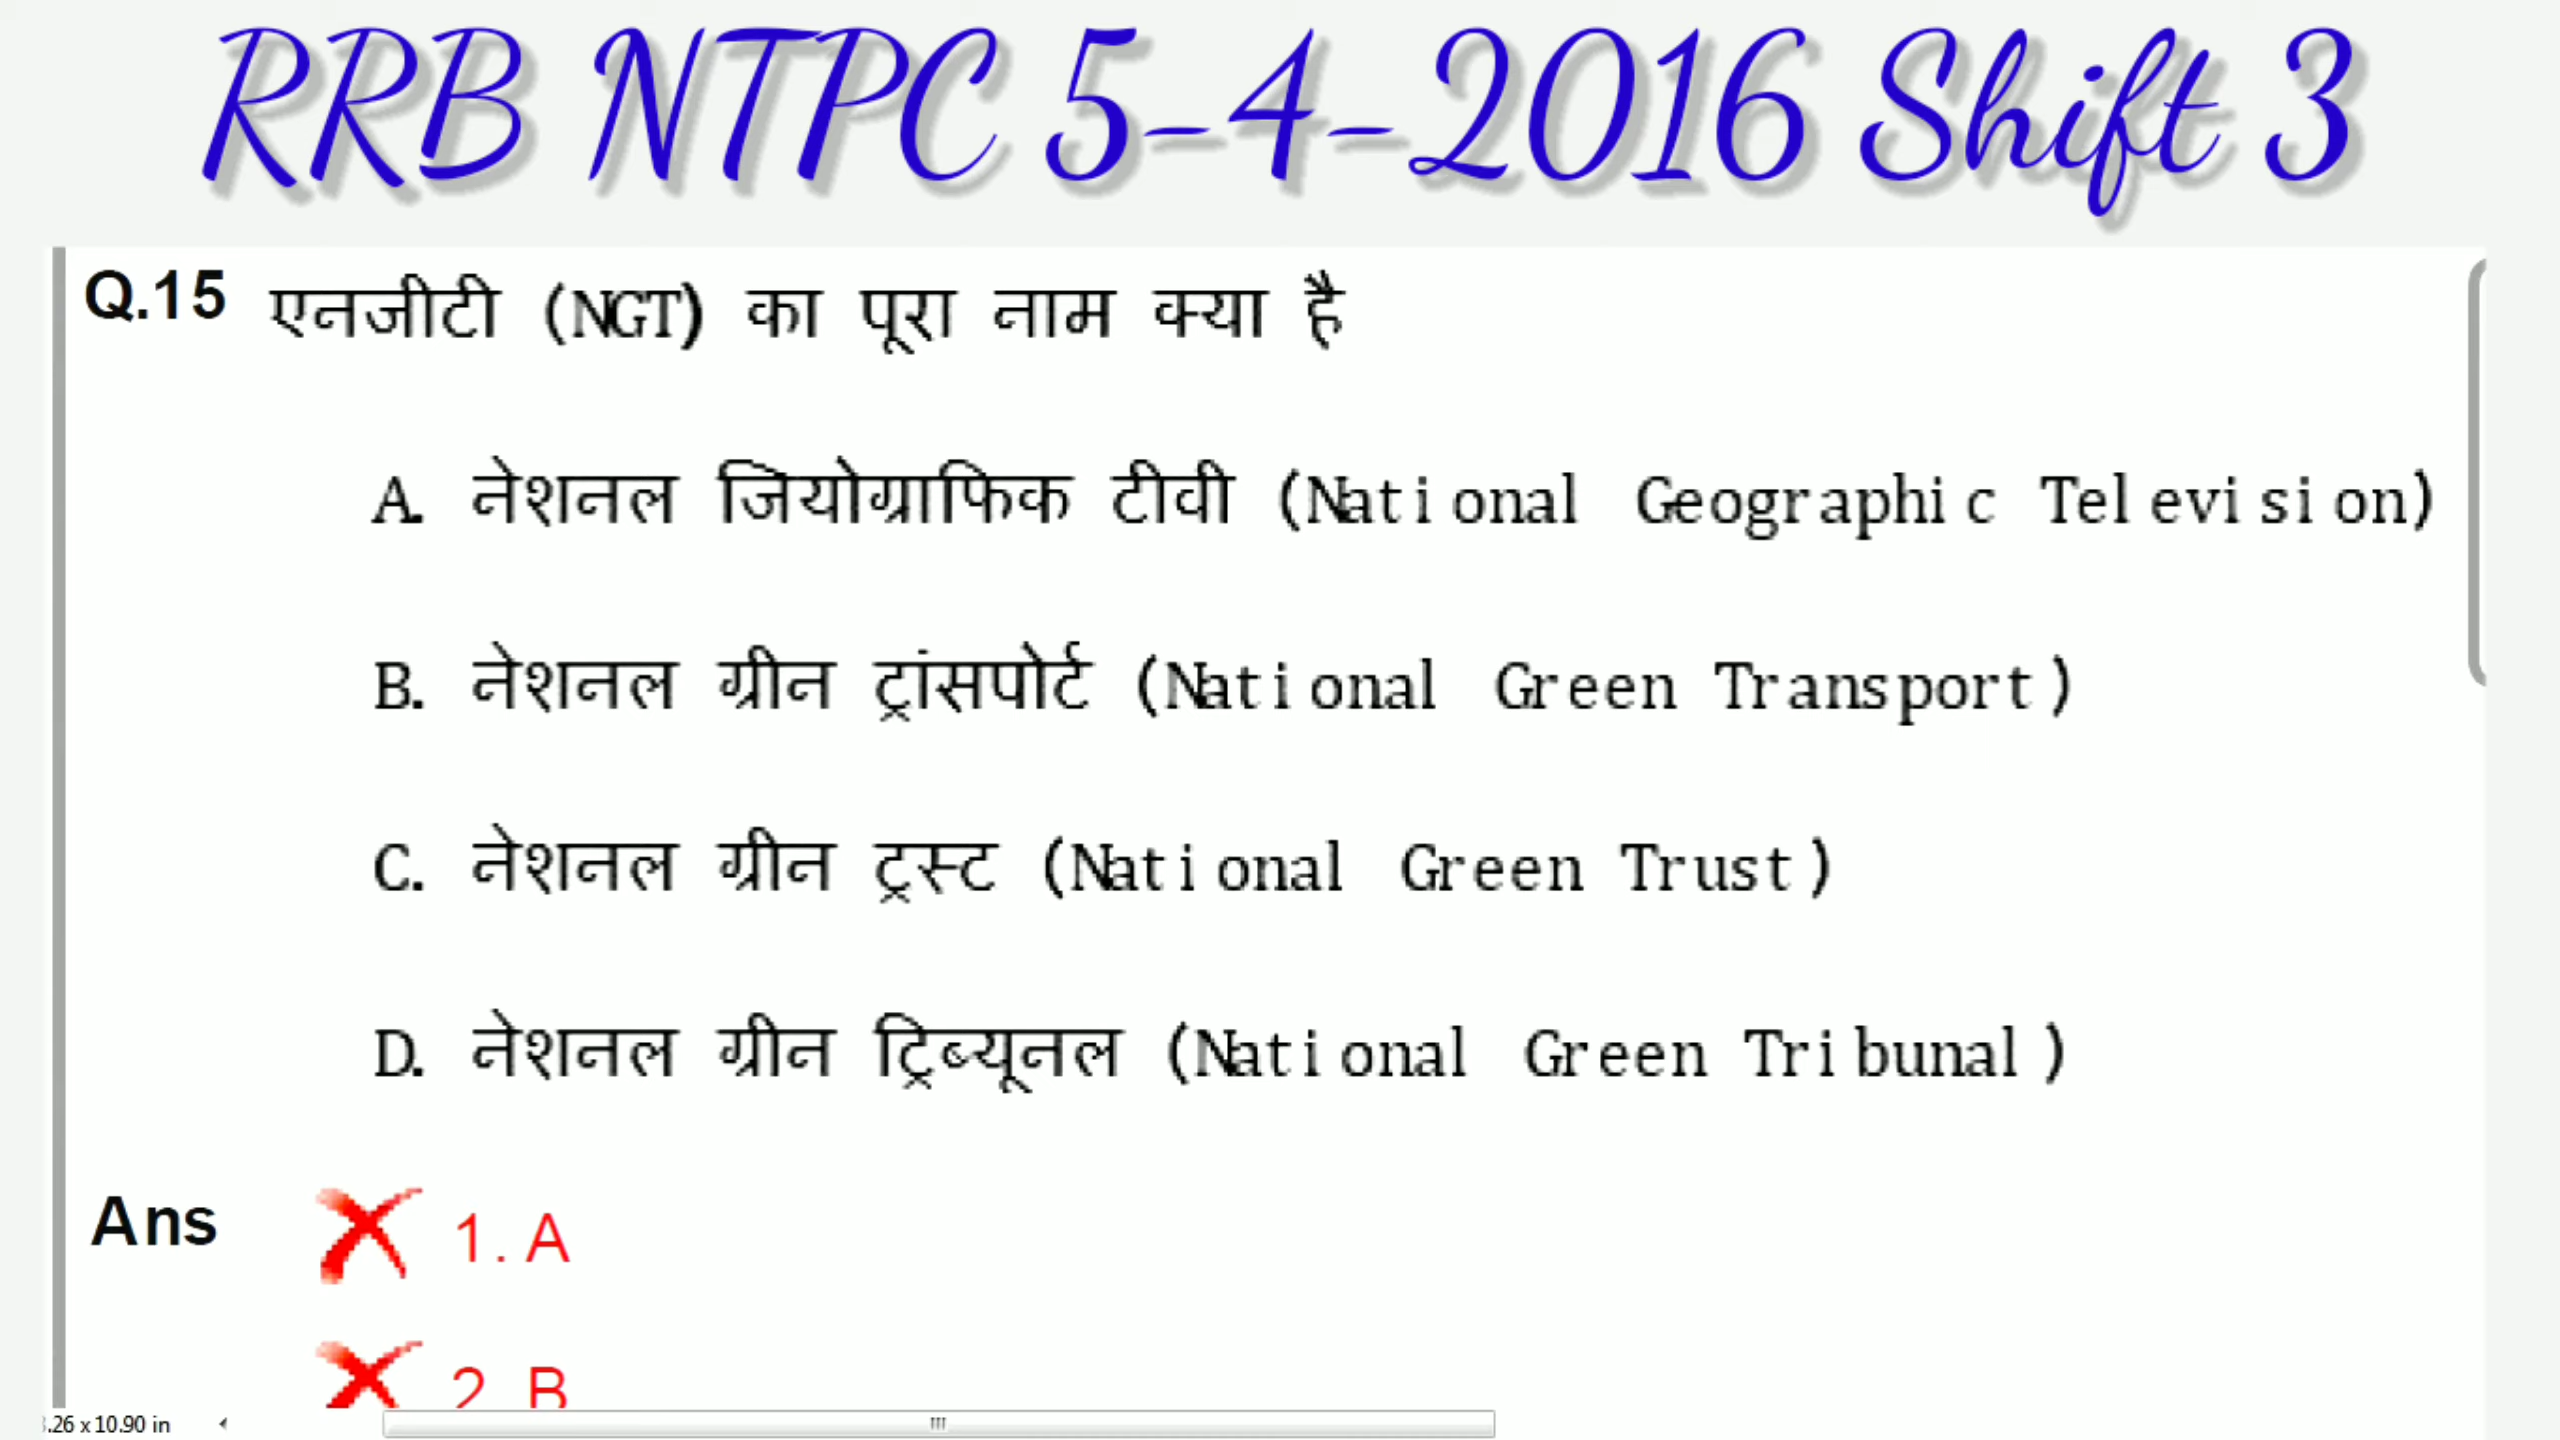 RRB NTPC 5-4-2016 Shift 3
Q.15 एनजीटी (NGT) का पूरा नाम क्या है
A. नेशनल जियोग्राफिक टीवी (National Geographic Television)
B. नेशनल ग्रीन ट्रांसपोर्ट (National Green Transport)
C. नेशनल ग्रीन ट्रस्ट (National Green Trust)
D. नेशनल ग्रीन ट्रिब्यूनल (National Green Tribunal)
Ans 1. A
2. B
.26 x 10.90 in